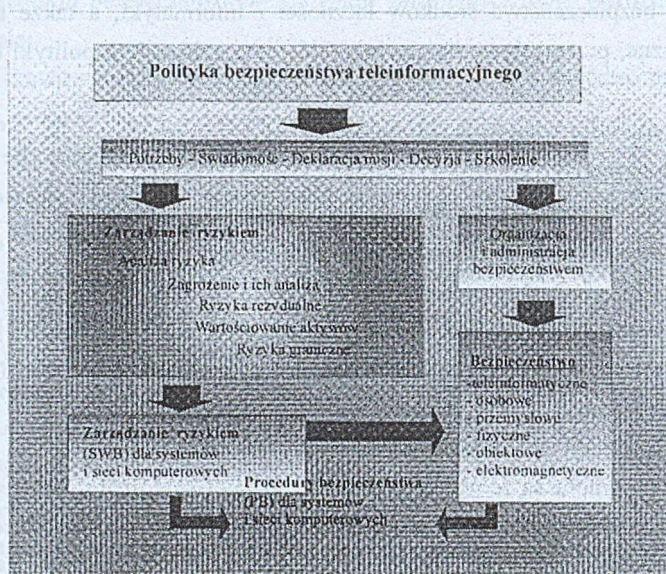 Polityka bezpieczeństwa teleinformacyjnego
Potrzeby - Świadomość - Deklaracja misji - Decyzja - Szkolenie
Zarządzanie ryzykiem
Analiza ryzyka
Zagrożenie i ich analiza
Ryzyka rezydualne
Wartościowanie aktywów
Ryzyka graniczne
Organizacja
i administracja
bezpieczeństwem
Bezpieczeństwo
- teleinformatyczne
- osobowe
- przemysłowe
- fizyczne
- obiektowe
- elektromagnetyczne
Zarządzanie ryzykiem
(SWB) dla systemów
i sieci komputerowych
Procedury bezpieczeństwa
(PB) dla systemów
i sieci komputerowych